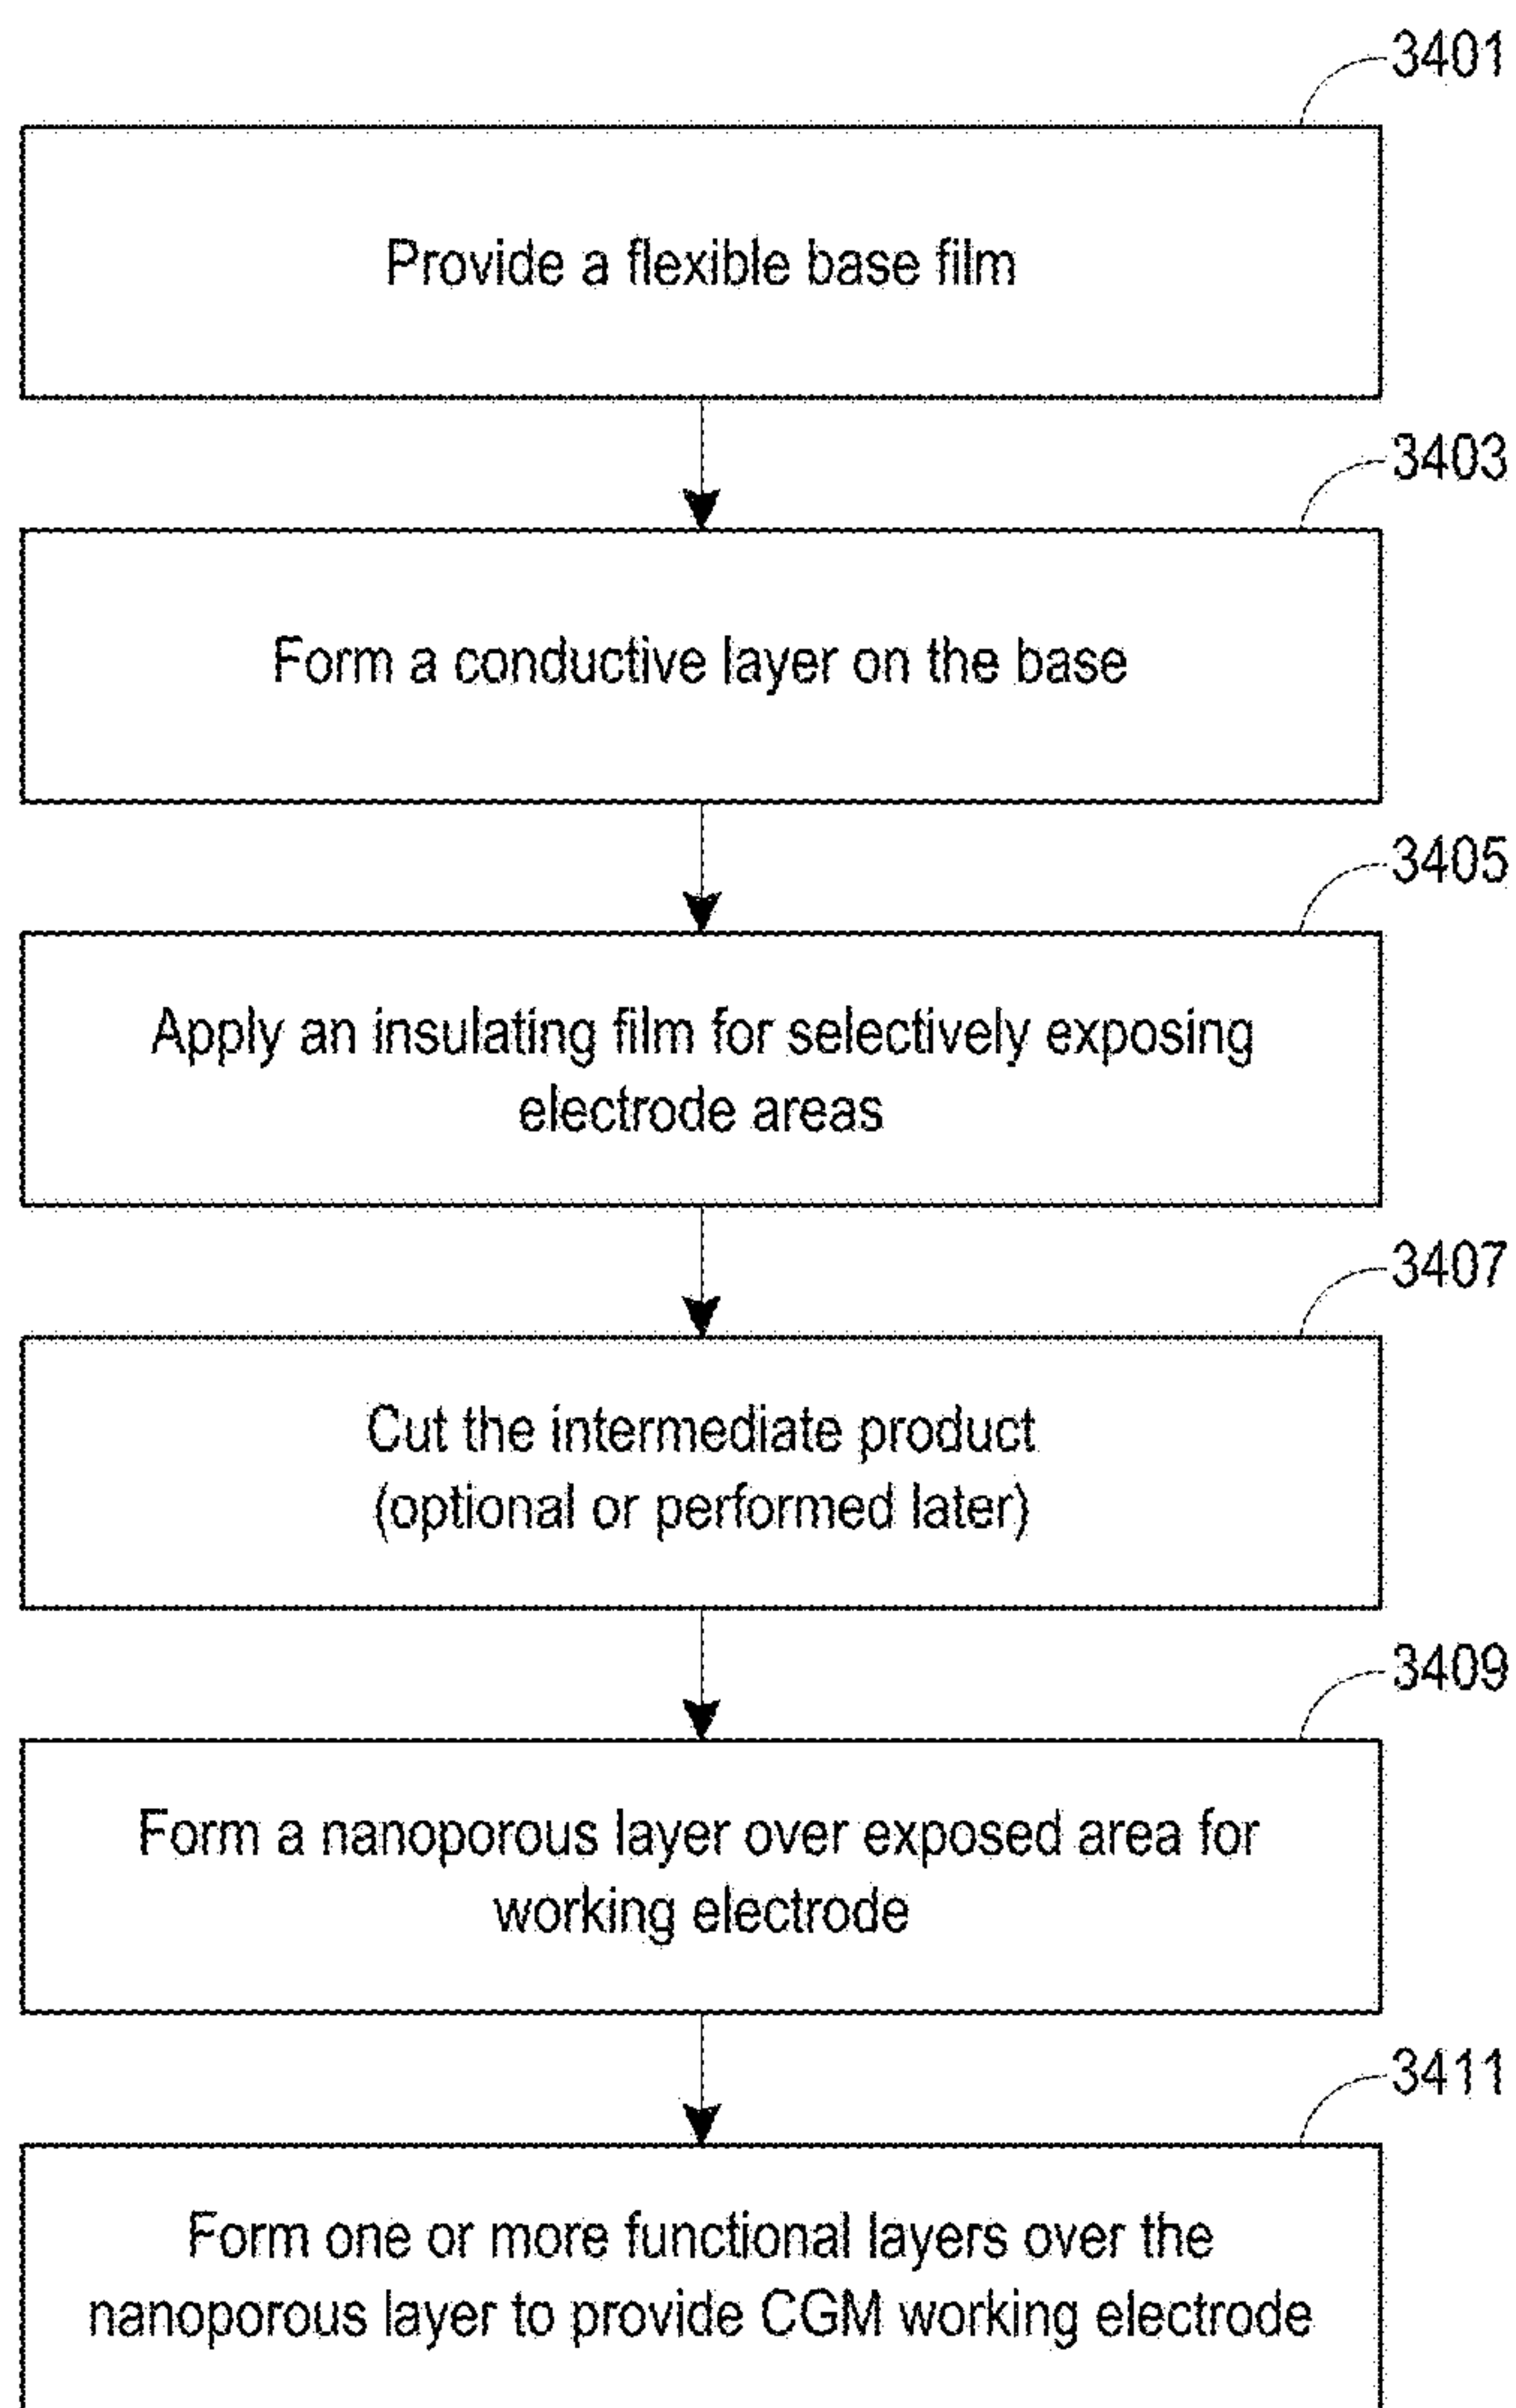 3401
Provide a flexible base film
3403
Form a conductive layer on the base
3405
Apply an insulating film for selectively exposing
electrode areas
3407
Cut the intermediate product
(optional or performed later)
3409
Form a nanoporous layer over exposed area for
working electrode
3411
Form one or more functional layers over the
nanoporous layer to provide CGM working electrode